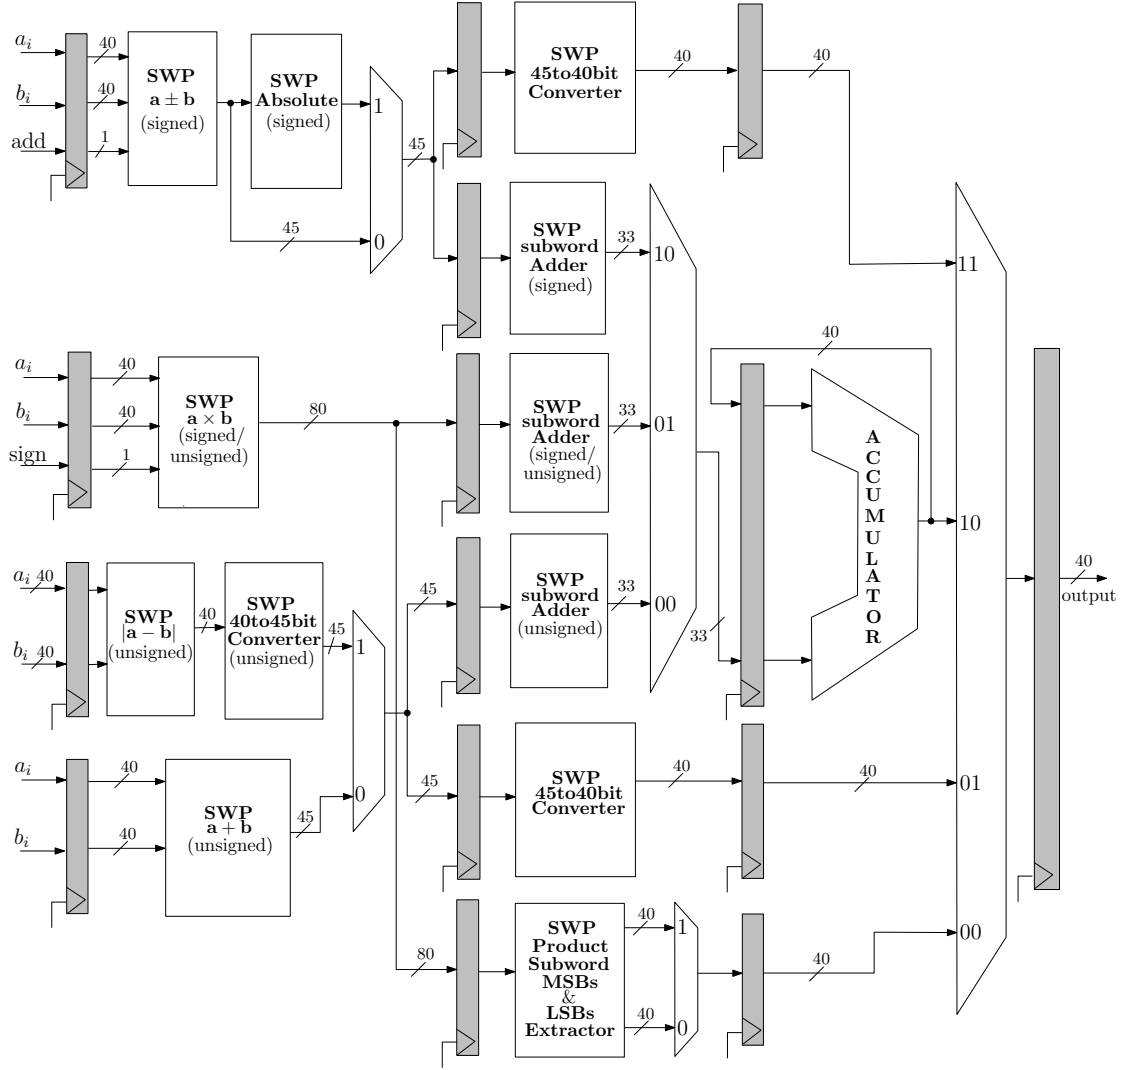 a_i
40
b_i
40
add
1
SWP
a ± b
(signed)
SWP
Absolute
(signed)
45
1
0
45
SWP
45to40bit
Converter
40
40
SWP
subword
Adder
(signed)
33
10
11
a_i
40
b_i
40
sign
1
SWP
a × b
(signed/
unsigned)
80
SWP
subword
Adder
(signed/
unsigned)
33
01
40
ACCUMULATOR
10
a_i 40
b_i 40
SWP
|a − b|
(unsigned)
40
SWP
40to45bit
Converter
(unsigned)
45
1
45
SWP
subword
Adder
(unsigned)
33
00
33
40
output
a_i
40
b_i
40
SWP
a + b
(unsigned)
45
0
45
SWP
45to40bit
Converter
40
40
01
80
SWP
Product
Subword
MSBs
&
LSBs
Extractor
40
1
40
0
40
00